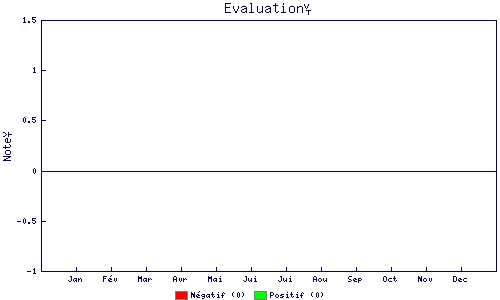 Evaluation
1.5
1
0.5
Note
0
-0.5
-1
Jan Fév Mar Avr Mai Jui Jui Aou Sep Oct Nov Dec
Négatif (0) Positif (0)